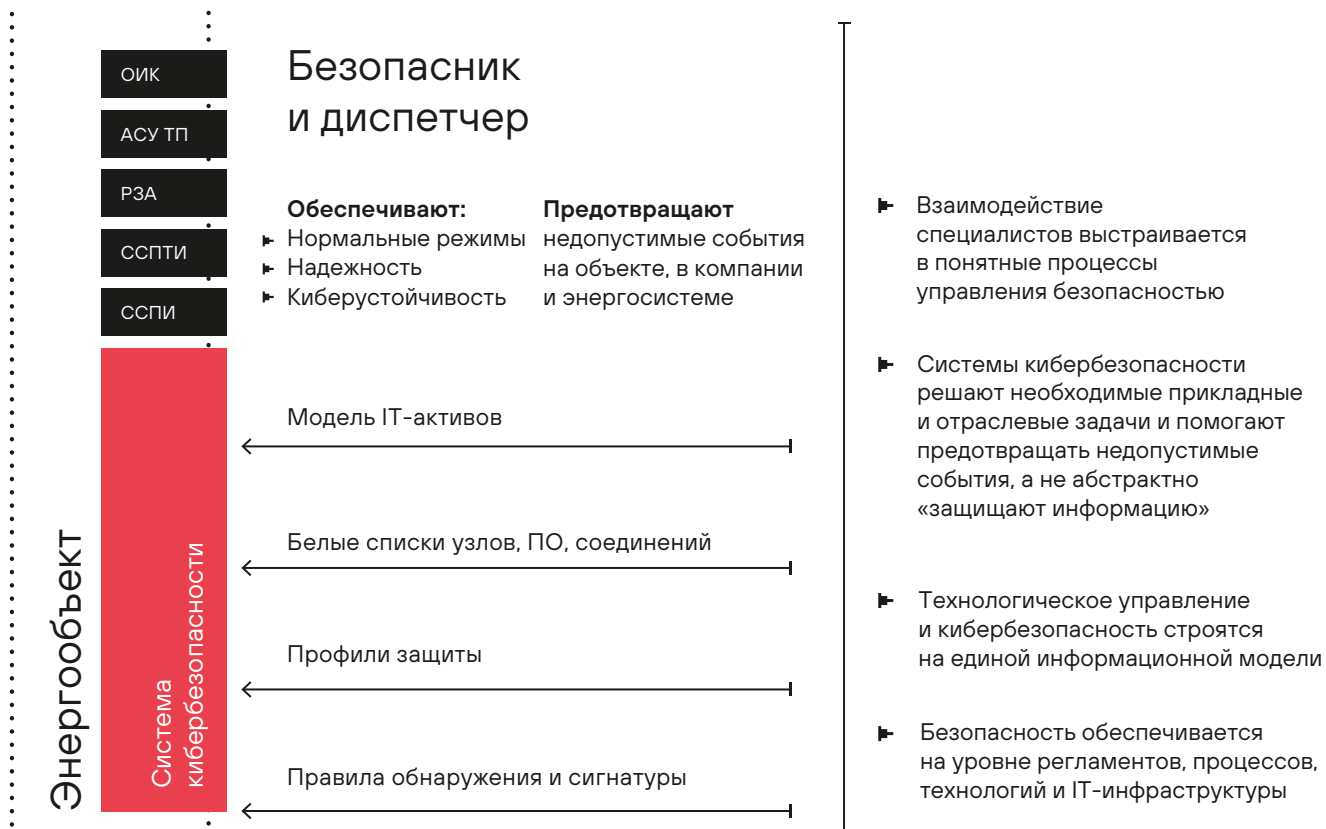 ОИК
АСУ ТП
РЗА
ССПТИ
ССПИ
Энергообъект
Система
кибербезопасности
Безопасник
и диспетчер
Обеспечивают:
Нормальные режимы
Надежность
Киберустойчивость
Предотвращают
недопустимые события
на объекте, в компании
и энергосистеме
Модель IT-активов
Белые списки узлов, ПО, соединений
Профили защиты
Правила обнаружения и сигнатуры
Взаимодействие
специалистов выстраивается
в понятные процессы
управления безопасностью
Системы кибербезопасности
решают необходимые прикладные
и отраслевые задачи и помогают
предотвращать недопустимые
события, а не абстрактно
«защищают информацию»
Технологическое управление
и кибербезопасность строятся
на единой информационной модели
Безопасность обеспечивается
на уровне регламентов, процессов,
технологий и IT-инфраструктуры